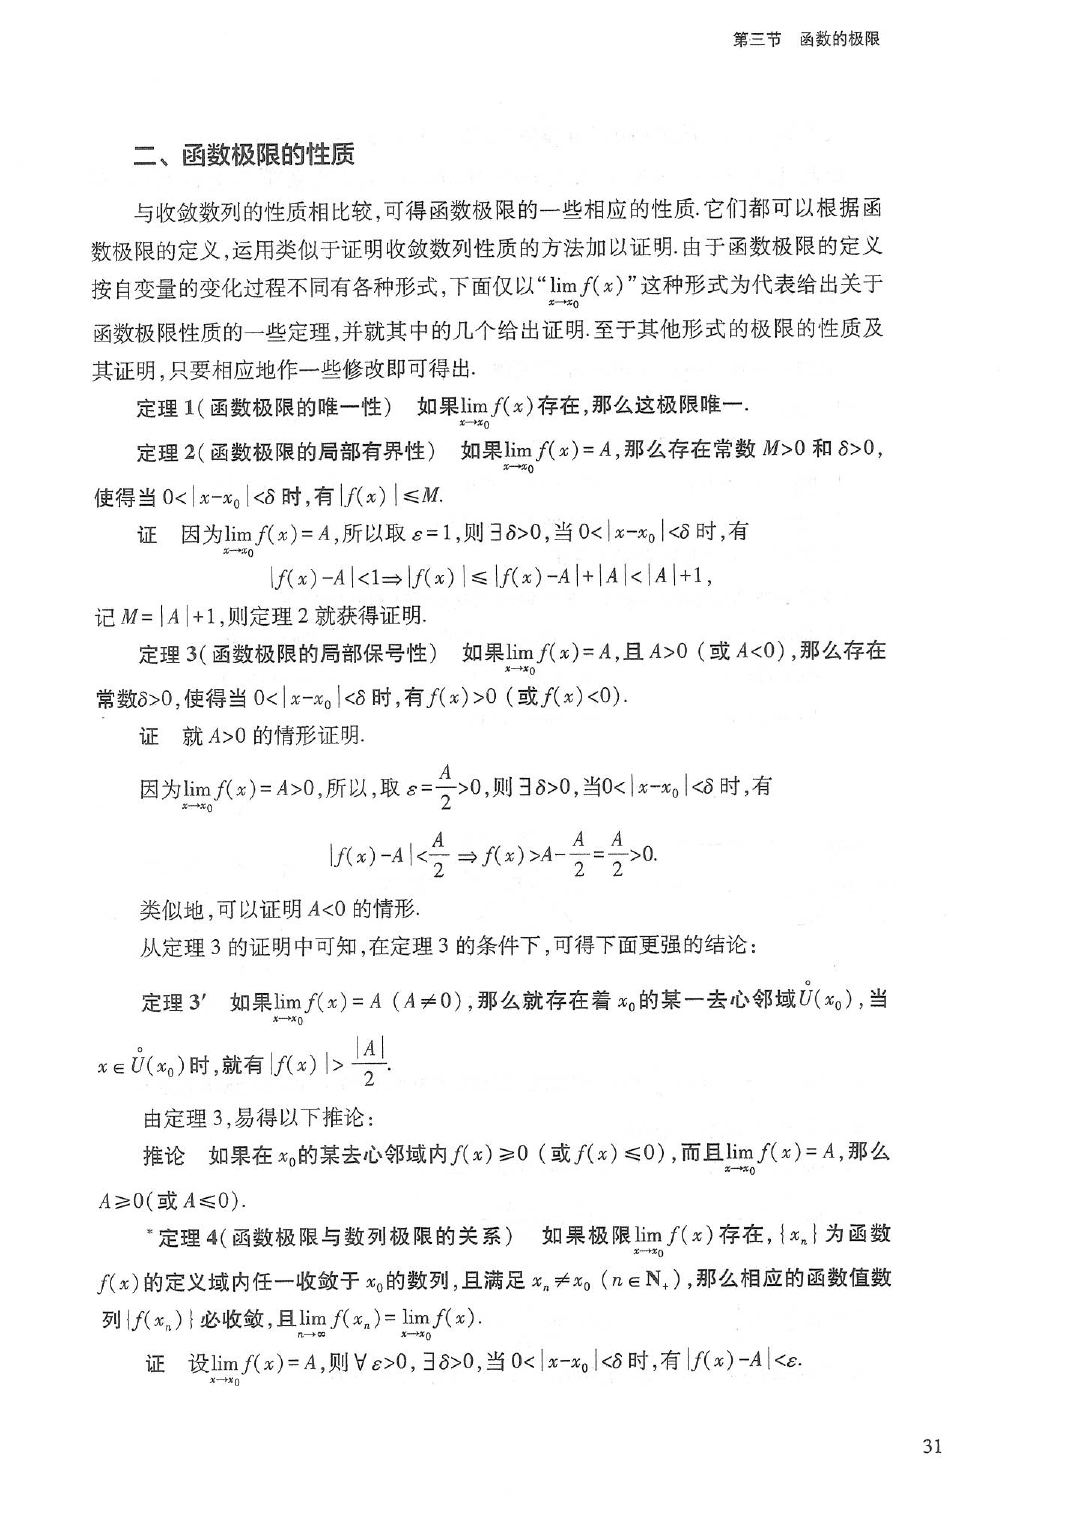 第三节 函数的极限
二、函数极限的性质
与收敛数列的性质相比较,可得函数极限的一些相应的性质.它们都可以根据函
数极限的定义,运用类似于证明收敛数列性质的方法加以证明.由于函数极限的定义
按自变量的变化过程不同有各种形式,下面仅以“lim_{x→x₀} f(x)”这种形式为代表给出关于
函数极限性质的一些定理,并就其中的几个给出证明.至于其他形式的极限的性质及
其证明,只要相应地作一些修改即可得出.
定理 1(函数极限的唯一性) 如果lim_{x→x₀} f(x)存在,那么这极限唯一.
定理 2(函数极限的局部有界性) 如果lim_{x→x₀} f(x)=A,那么存在常数 M>0 和 δ>0,
使得当 0<|x-x₀|<δ 时,有|f(x)|≤M.
证 因为lim_{x→x₀} f(x)=A,所以取 ε=1,则∃δ>0,当 0<|x-x₀|<δ 时,有
|f(x)-A|<1⇒|f(x)|≤|f(x)-A|+|A|<|A|+1,
记 M=|A|+1,则定理 2 就获得证明.
定理 3(函数极限的局部保号性) 如果lim_{x→x₀} f(x)=A,且 A>0 (或 A<0),那么存在
常数δ>0,使得当 0<|x-x₀|<δ 时,有 f(x)>0 (或 f(x)<0).
证 就 A>0 的情形证明.
因为lim_{x→x₀} f(x)=A>0,所以,取 ε=A/2>0,则∃δ>0,当0<|x-x₀|<δ 时,有
|f(x)-A|<A/2 ⇒ f(x)>A-A/2=A/2>0.
类似地,可以证明 A<0 的情形.
从定理 3 的证明中可知,在定理 3 的条件下,可得下面更强的结论:
定理 3′ 如果lim_{x→x₀} f(x)=A (A≠0),那么就存在着 x₀的某一去心邻域Ů(x₀),当
x∈Ů(x₀)时,就有|f(x)|>|A|/2.
由定理 3,易得以下推论:
推论 如果在 x₀的某去心邻域内 f(x)≥0 (或 f(x)≤0),而且lim_{x→x₀} f(x)=A,那么
A≥0(或 A≤0).
*定理 4(函数极限与数列极限的关系) 如果极限lim_{x→x₀} f(x)存在,{xₙ}为函数
f(x)的定义域内任一收敛于 x₀的数列,且满足 xₙ≠x₀ (n∈N₊),那么相应的函数值数
列{f(xₙ)}必收敛,且lim_{n→∞} f(xₙ)=lim_{x→x₀} f(x).
证 设lim_{x→x₀} f(x)=A,则∀ε>0,∃δ>0,当 0<|x-x₀|<δ 时,有|f(x)-A|<ε.
31